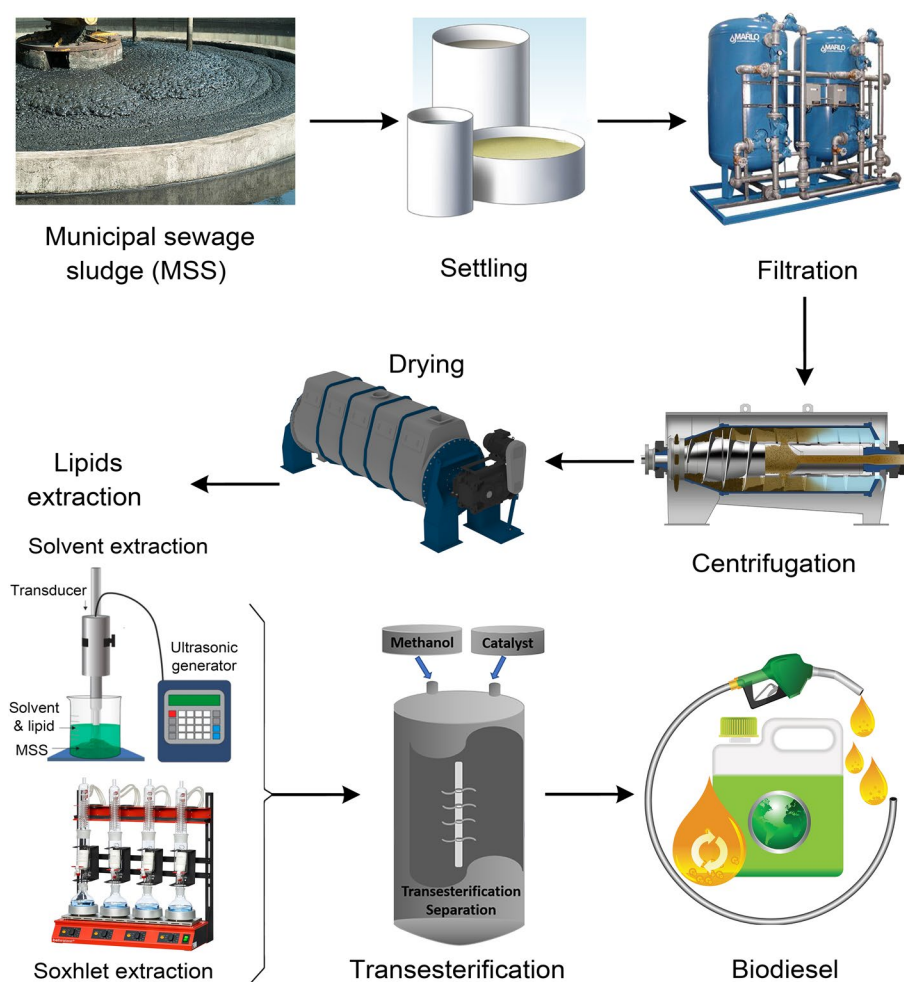 MARLO
Municipal sewage
sludge (MSS)
Settling
Filtration
Drying
Lipids
extraction
Centrifugation
Solvent extraction
Transducer
Ultrasonic
generator
Solvent
& lipid
MSS
Methanol
Catalyst
Transesterification
Separation
Soxhlet extraction
Transesterification
Biodiesel